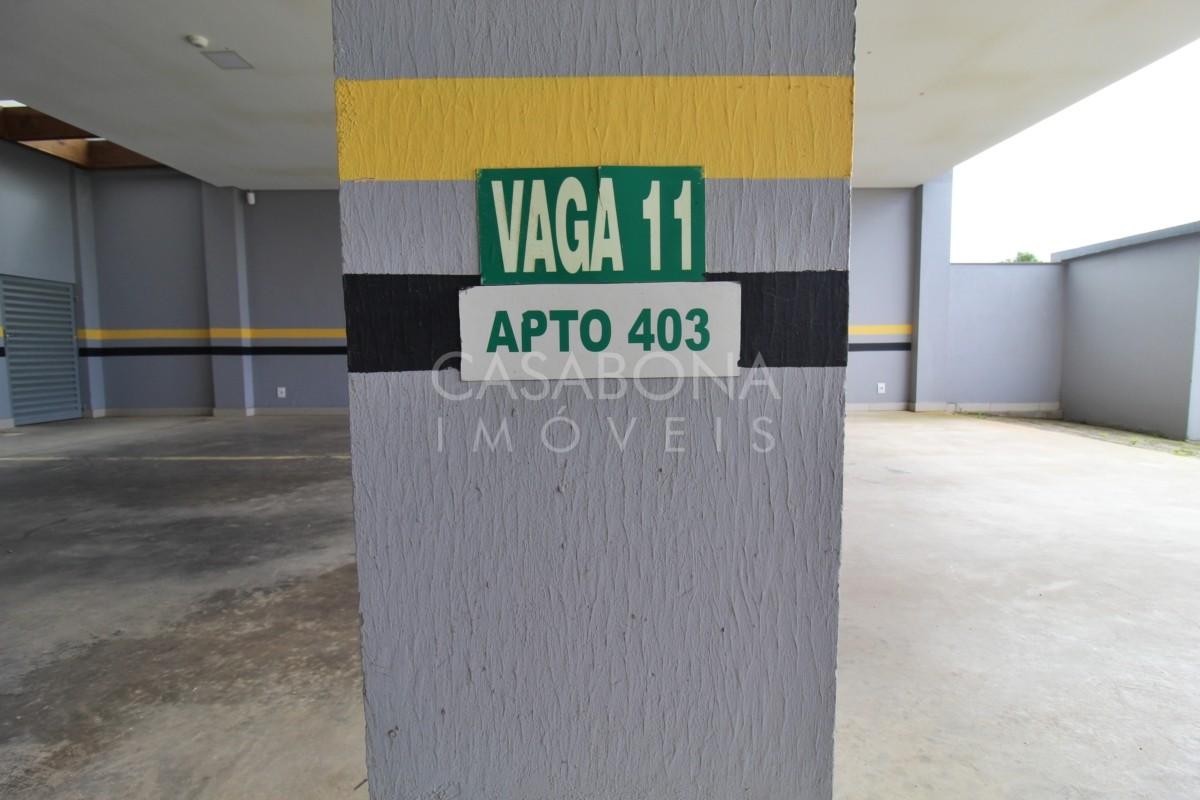 VAGA 11
APTO 403
CASABONA
IMÓVEIS